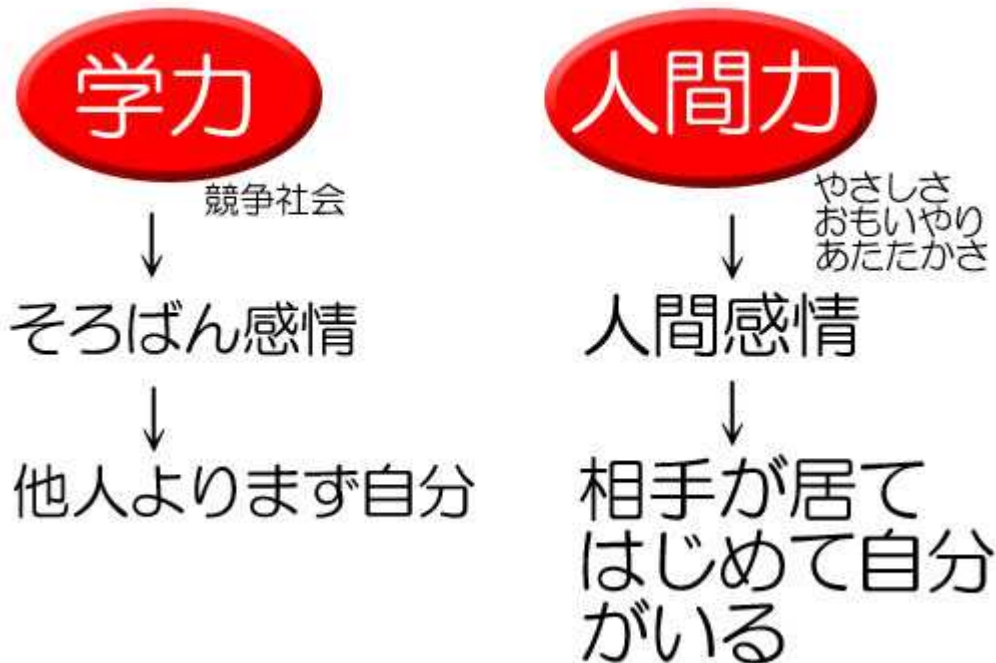 学力
競争社会
そろばん感情
他人よりまず自分
人間力
やさしさ
おもいやり
あたたかさ
人間感情
相手が居て
はじめて自分
がいる